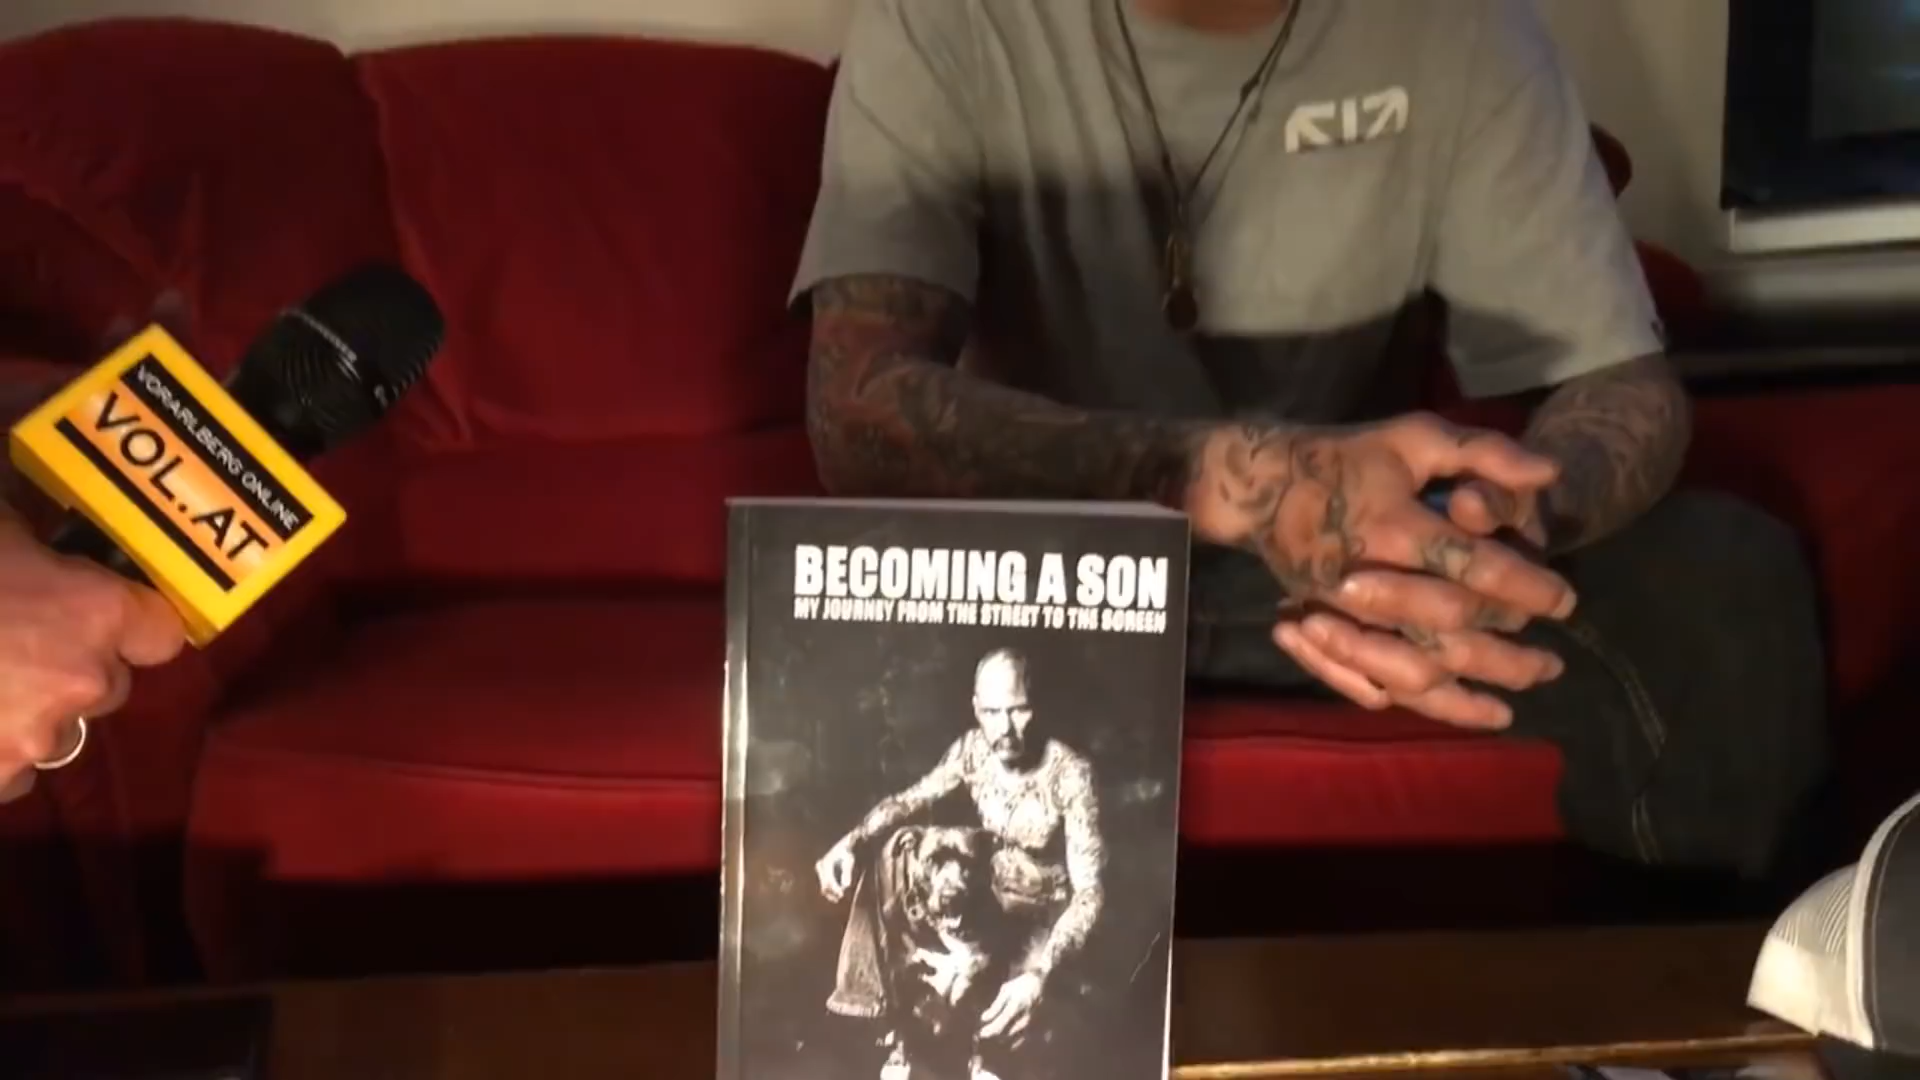 VORARLBERG ONLINE
VOL.AT
BECOMING A SON
MY JOURNEY FROM THE STREET TO THE SCREEN